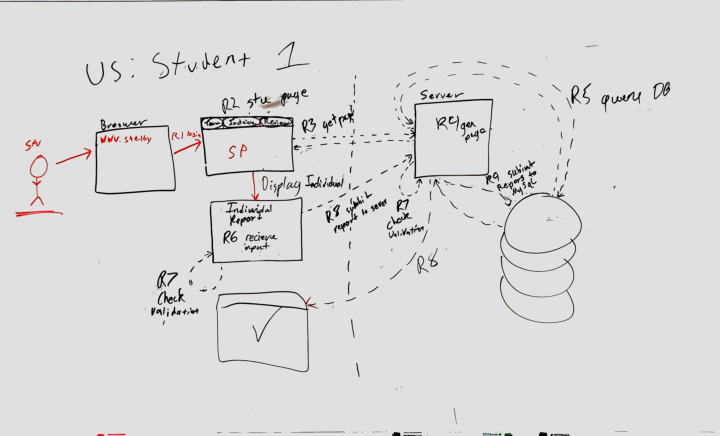 US: Student 1
R2 stu page
Server
R5 querie DB
Browser
Team
Individ
Review
R3 get page
Stu
www.stelby
R1 login
SP
R4/gen
page
Display Individual
R9 submit
Report to
MySql
Individual
Report
R6 recieve
input
R8 submit
report to server
R7
Check
Validation
R8
R7
Check
Validation